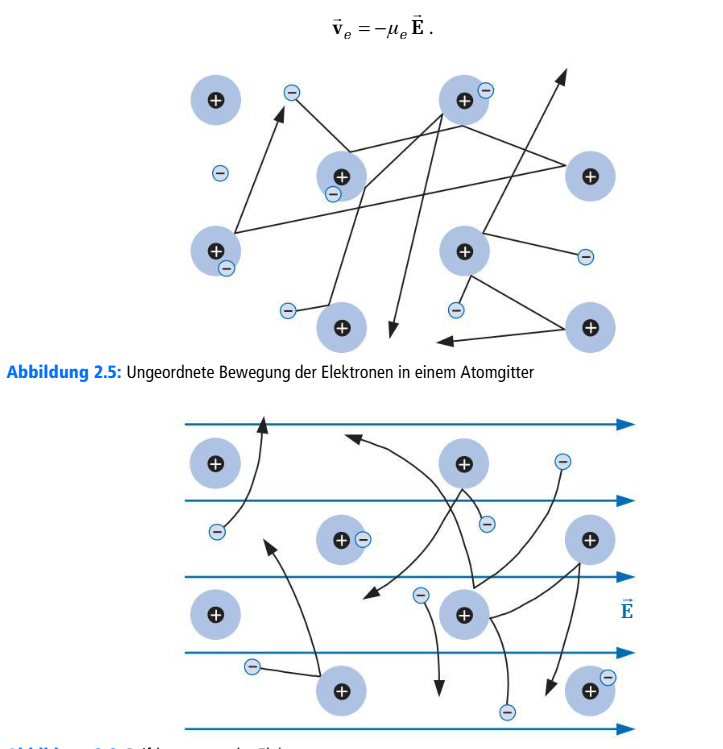 v⃗ₑ = −μₑ E⃗ .
+ − + −
− + − +
+ − + −
− + − +
Abbildung 2.5: Ungeordnete Bewegung der Elektronen in einem Atomgitter
+ + −
− + − − +
+ − + E⃗
− + − + −